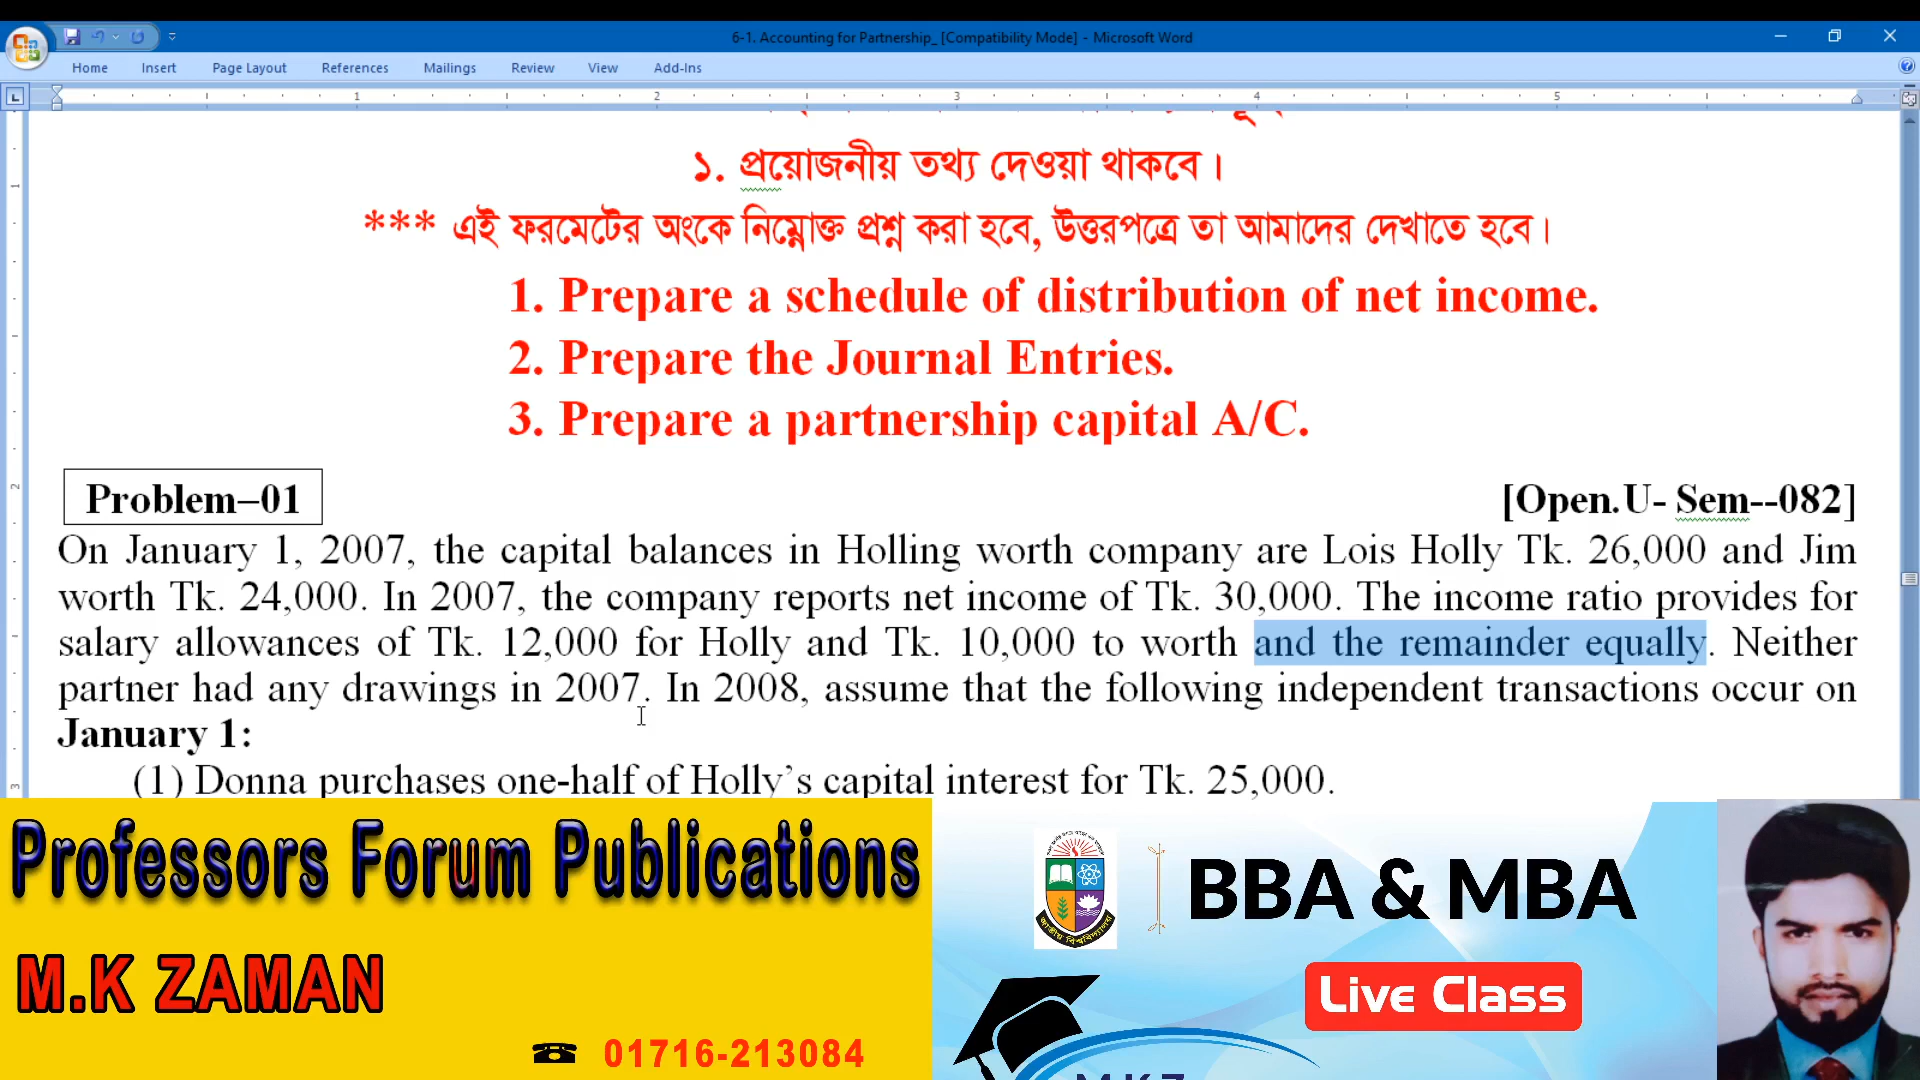 6-1. Accounting for Partnership_ [Compatibility Mode] - Microsoft Word
Home Insert Page Layout References Mailings Review View Add-Ins
1 2 3 4 5
১. প্রয়োজনীয় তথ্য দেওয়া থাকবে।
*** এই ফরমেটের অংকে নিম্নোক্ত প্রশ্ন করা হবে, উত্তরপত্রে তা আমাদের দেখাতে হবে।
1. Prepare a schedule of distribution of net income.
2. Prepare the Journal Entries.
3. Prepare a partnership capital A/C.
Problem–01 [Open.U- Sem--082]
On January 1, 2007, the capital balances in Holling worth company are Lois Holly Tk. 26,000 and Jim
worth Tk. 24,000. In 2007, the company reports net income of Tk. 30,000. The income ratio provides for
salary allowances of Tk. 12,000 for Holly and Tk. 10,000 to worth and the remainder equally. Neither
partner had any drawings in 2007. In 2008, assume that the following independent transactions occur on
January 1:
(1) Donna purchases one-half of Holly’s capital interest for Tk. 25,000.
Professors Forum Publications
M.K ZAMAN
☎ 01716-213084
BBA & MBA
Live Class